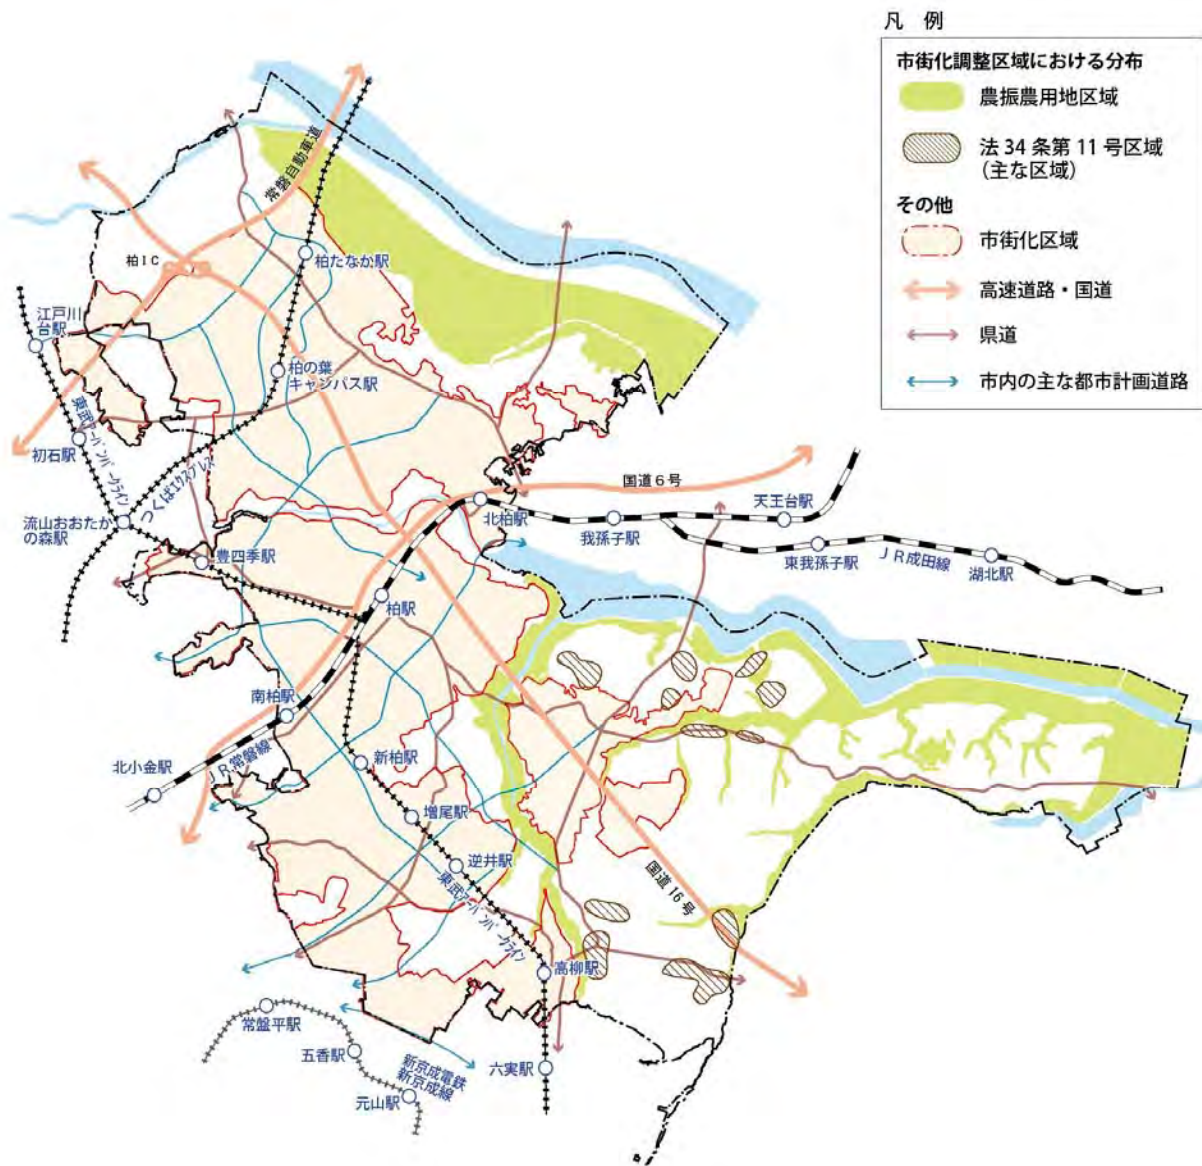 凡 例
市街化調整区域における分布
農振農用地区域
法 34 条第 11 号区域
(主な区域)
その他
市街化区域
高速道路・国道
県道
市内の主な都市計画道路
常磐自動車道
柏IC
柏たなか駅
江戸川
台駅
柏の葉
キャンパス駅
東武アーバンパークライン
初石駅
つくばエクスプレス
流山おおたか
の森駅
豊四季駅
国道6号
北柏駅
我孫子駅
天王台駅
東我孫子駅
JR成田線
湖北駅
柏駅
南柏駅
JR常磐線
北小金駅
新柏駅
増尾駅
逆井駅
東武アーバンパークライン
国道16号
高柳駅
常盤平駅
五香駅
新京成電鉄
新京成線
元山駅
六実駅